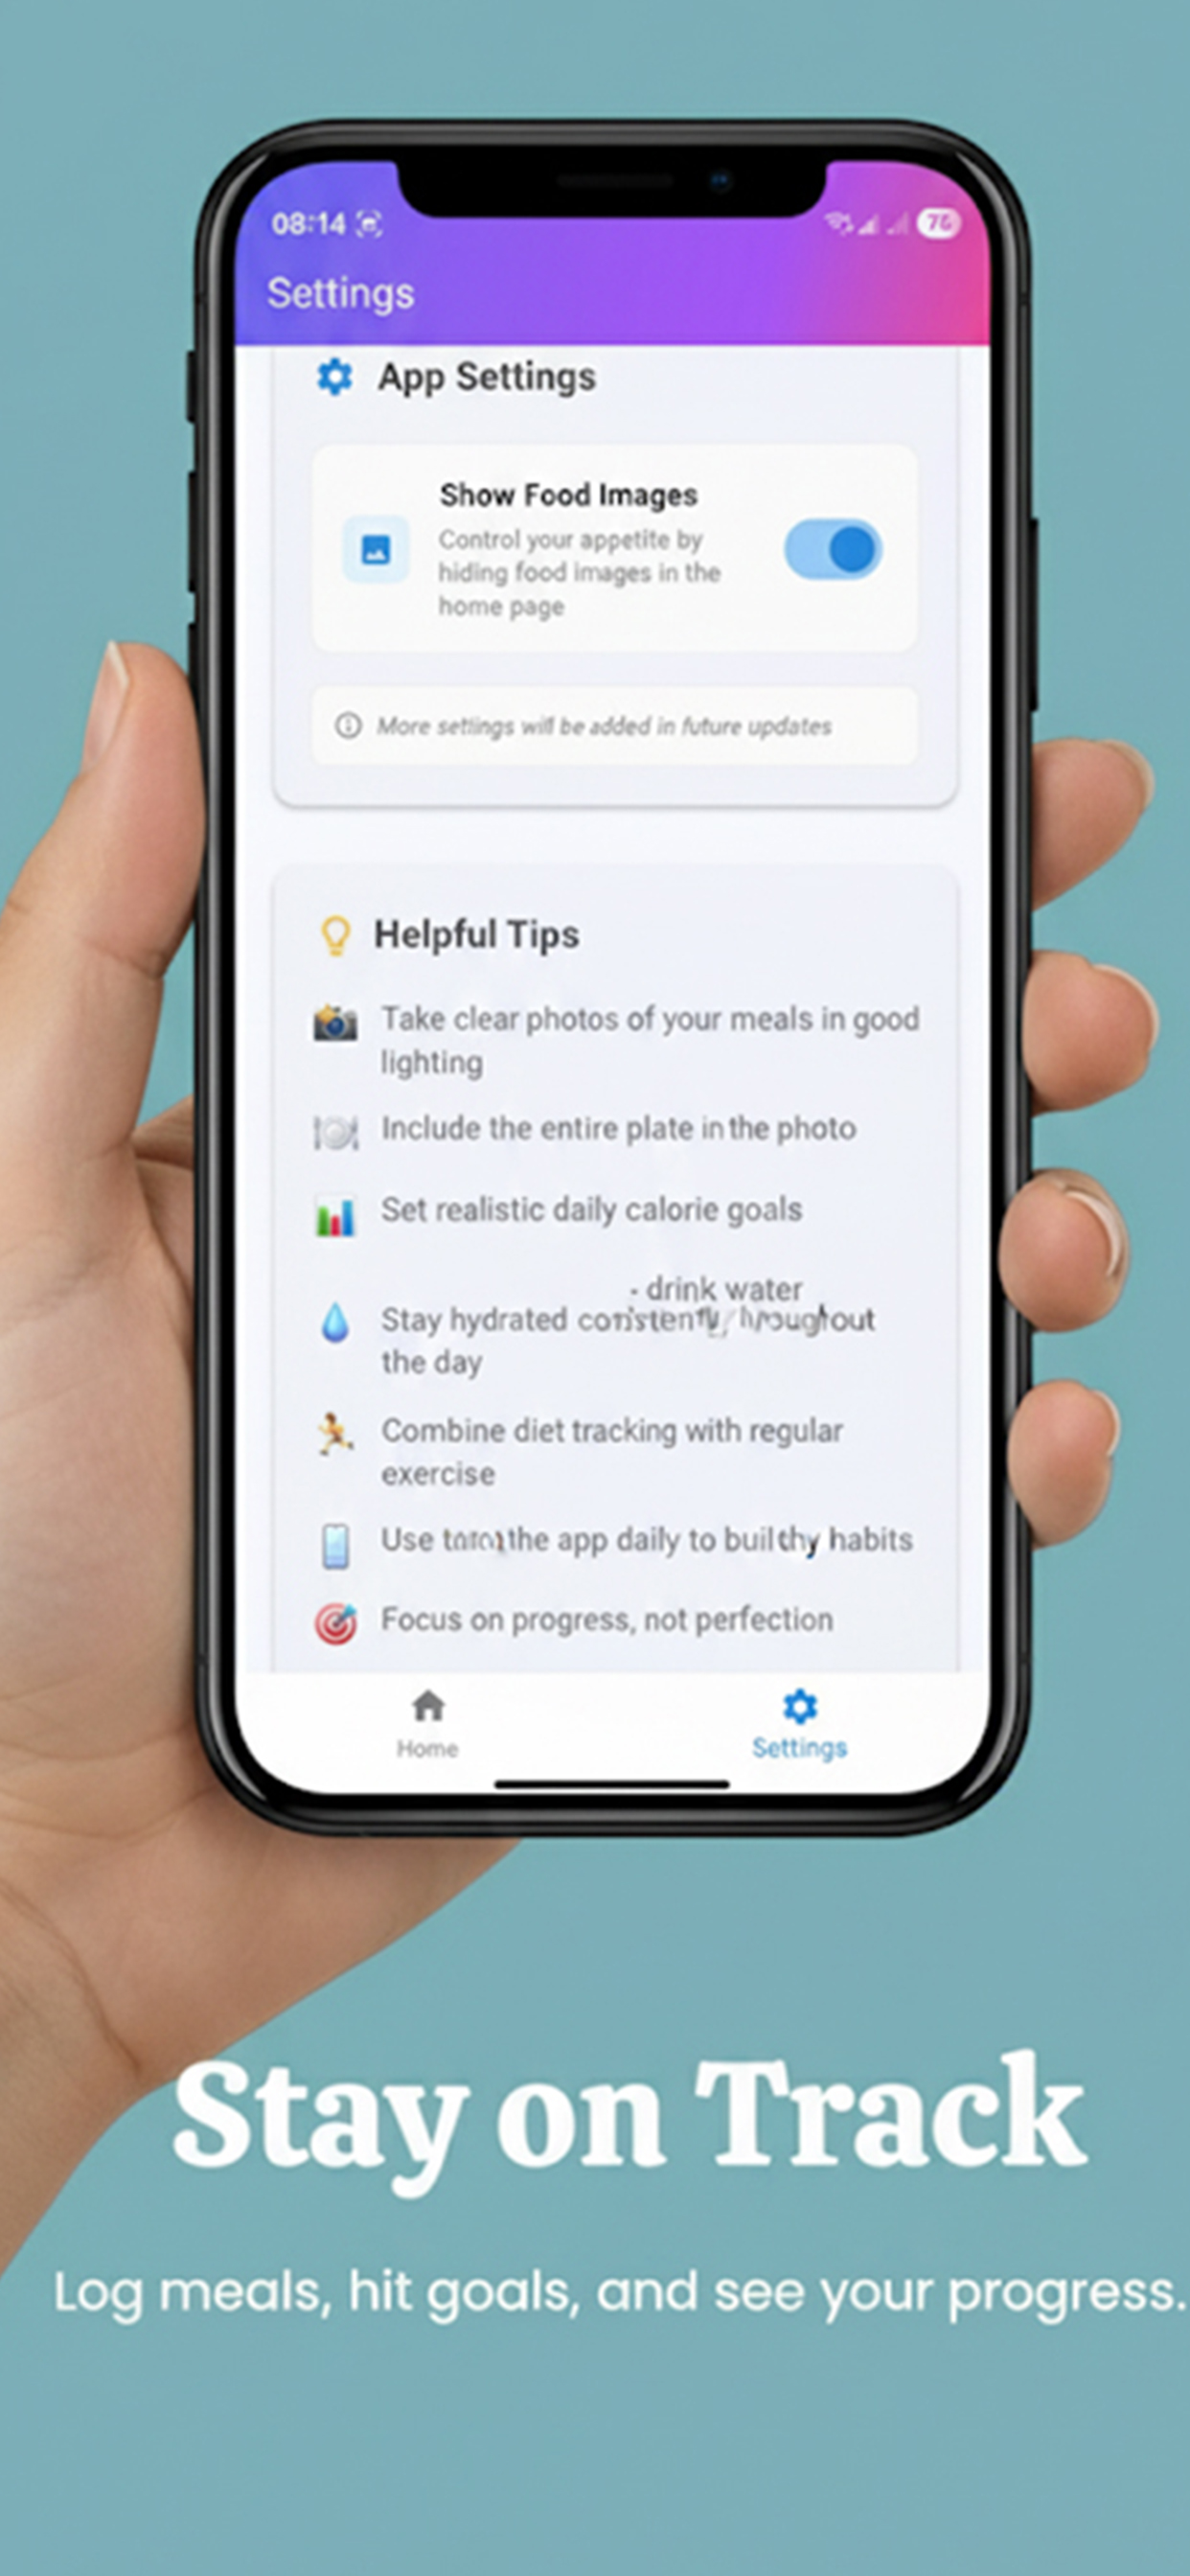 08:14
76
Settings
App Settings
Show Food Images
Control your appetite by
hiding food images in the
home page
More settings will be added in future updates
Helpful Tips
Take clear photos of your meals in good
lighting
Include the entire plate in the photo
Set realistic daily calorie goals
- drink water
Stay hydrated
the day
Combine diet tracking with regular
exercise
Use the app daily to habits
Focus on progress, not perfection
Home
Settings
Stay on Track
Log meals, hit goals, and see your progress.